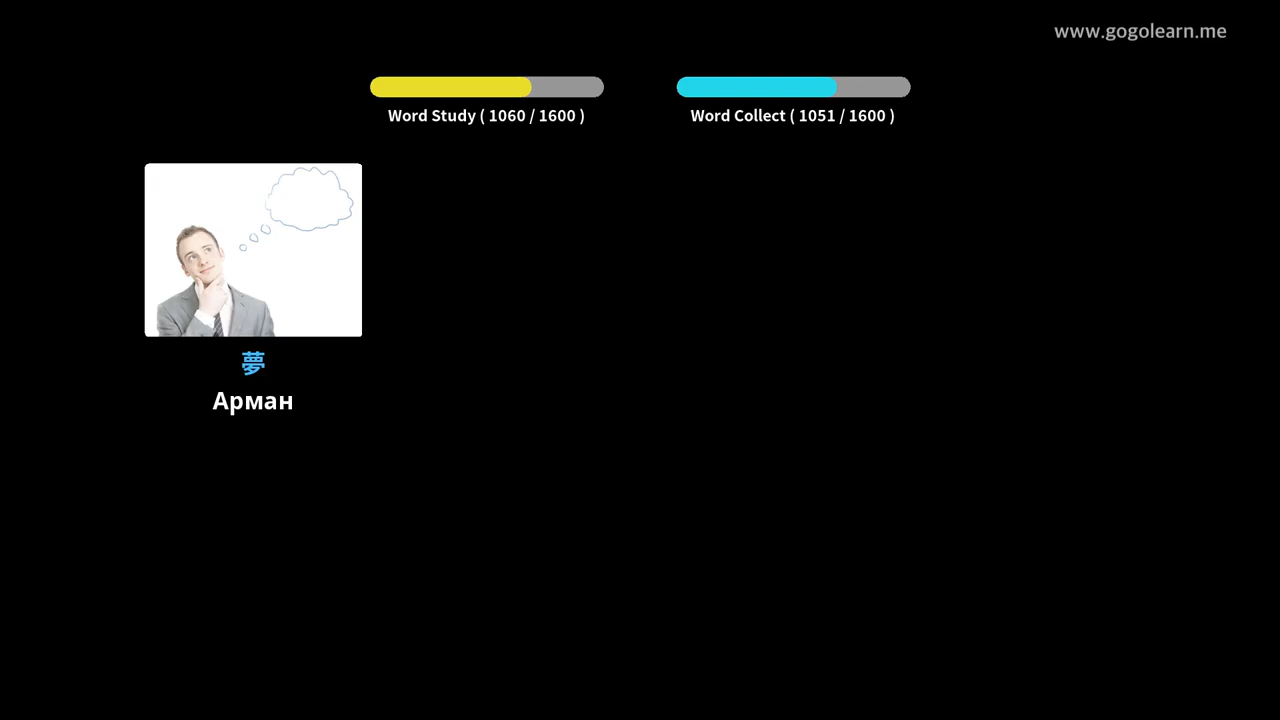 www.gogolearn.me
Word Study ( 1060 / 1600 )
Word Collect ( 1051 / 1600 )
夢
Арман